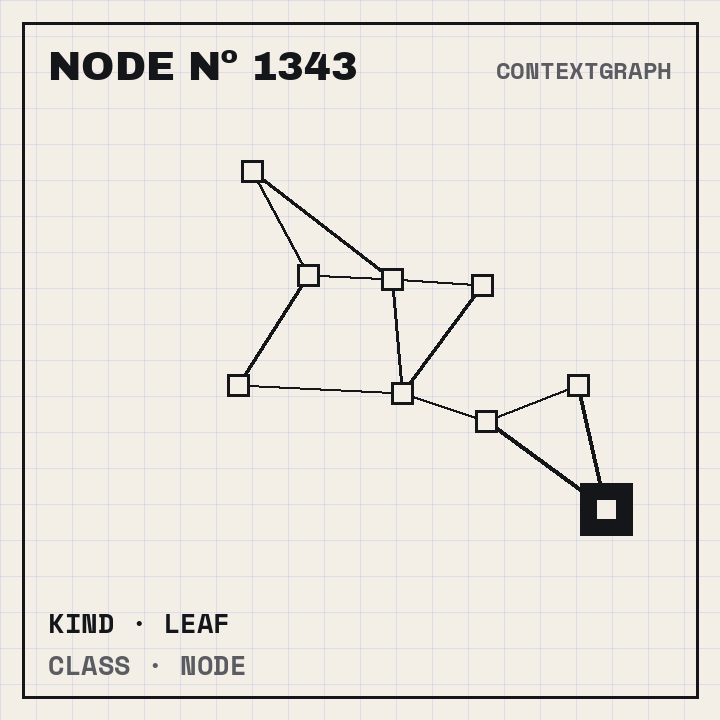 NODE Nº 1343
CONTEXTGRAPH
KIND · LEAF
CLASS · NODE